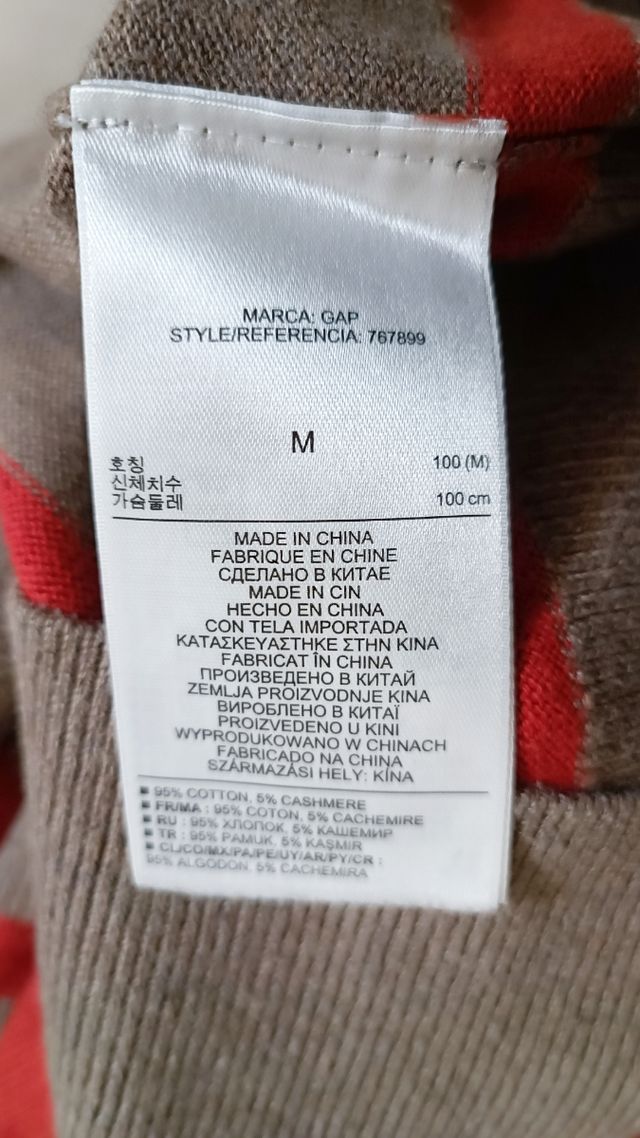 MARCA: GAP
STYLE/REFERENCIA: 767899
M
호칭 100 (M)
신체치수
가슴둘레 100 cm
MADE IN CHINA
FABRIQUE EN CHINE
СДЕЛАНО В КИТАЕ
MADE IN CIN
HECHO EN CHINA
CON TELA IMPORTADA
ΚΑΤΑΣΚΕΥΑΣΤΗΚΕ ΣΤΗΝ ΚΙΝΑ
FABRICAT ÎN CHINA
ПРОИЗВЕДЕНО В КИТАЙ
ZEMLJA PROIZVODNJE KINA
ВИРОБЛЕНО В КИТАЇ
PROIZVEDENO U KINI
WYPRODUKOWANO W CHINACH
FABRICADO NA CHINA
SZÁRMAZÁSI HELY: KÍNA
■ 95% COTTON, 5% CASHMERE
■ FR/MA : 95% COTON, 5% CACHEMIRE
■ RU : 95% ХЛОПОК, 5% КАШЕМИР
■ TR : 95% PAMUK, 5% KAŞMİR
■ CL/CO/MX/PA/PE/UY/AR/PY/CR :
95% ALGODON, 5% CACHEMIRA